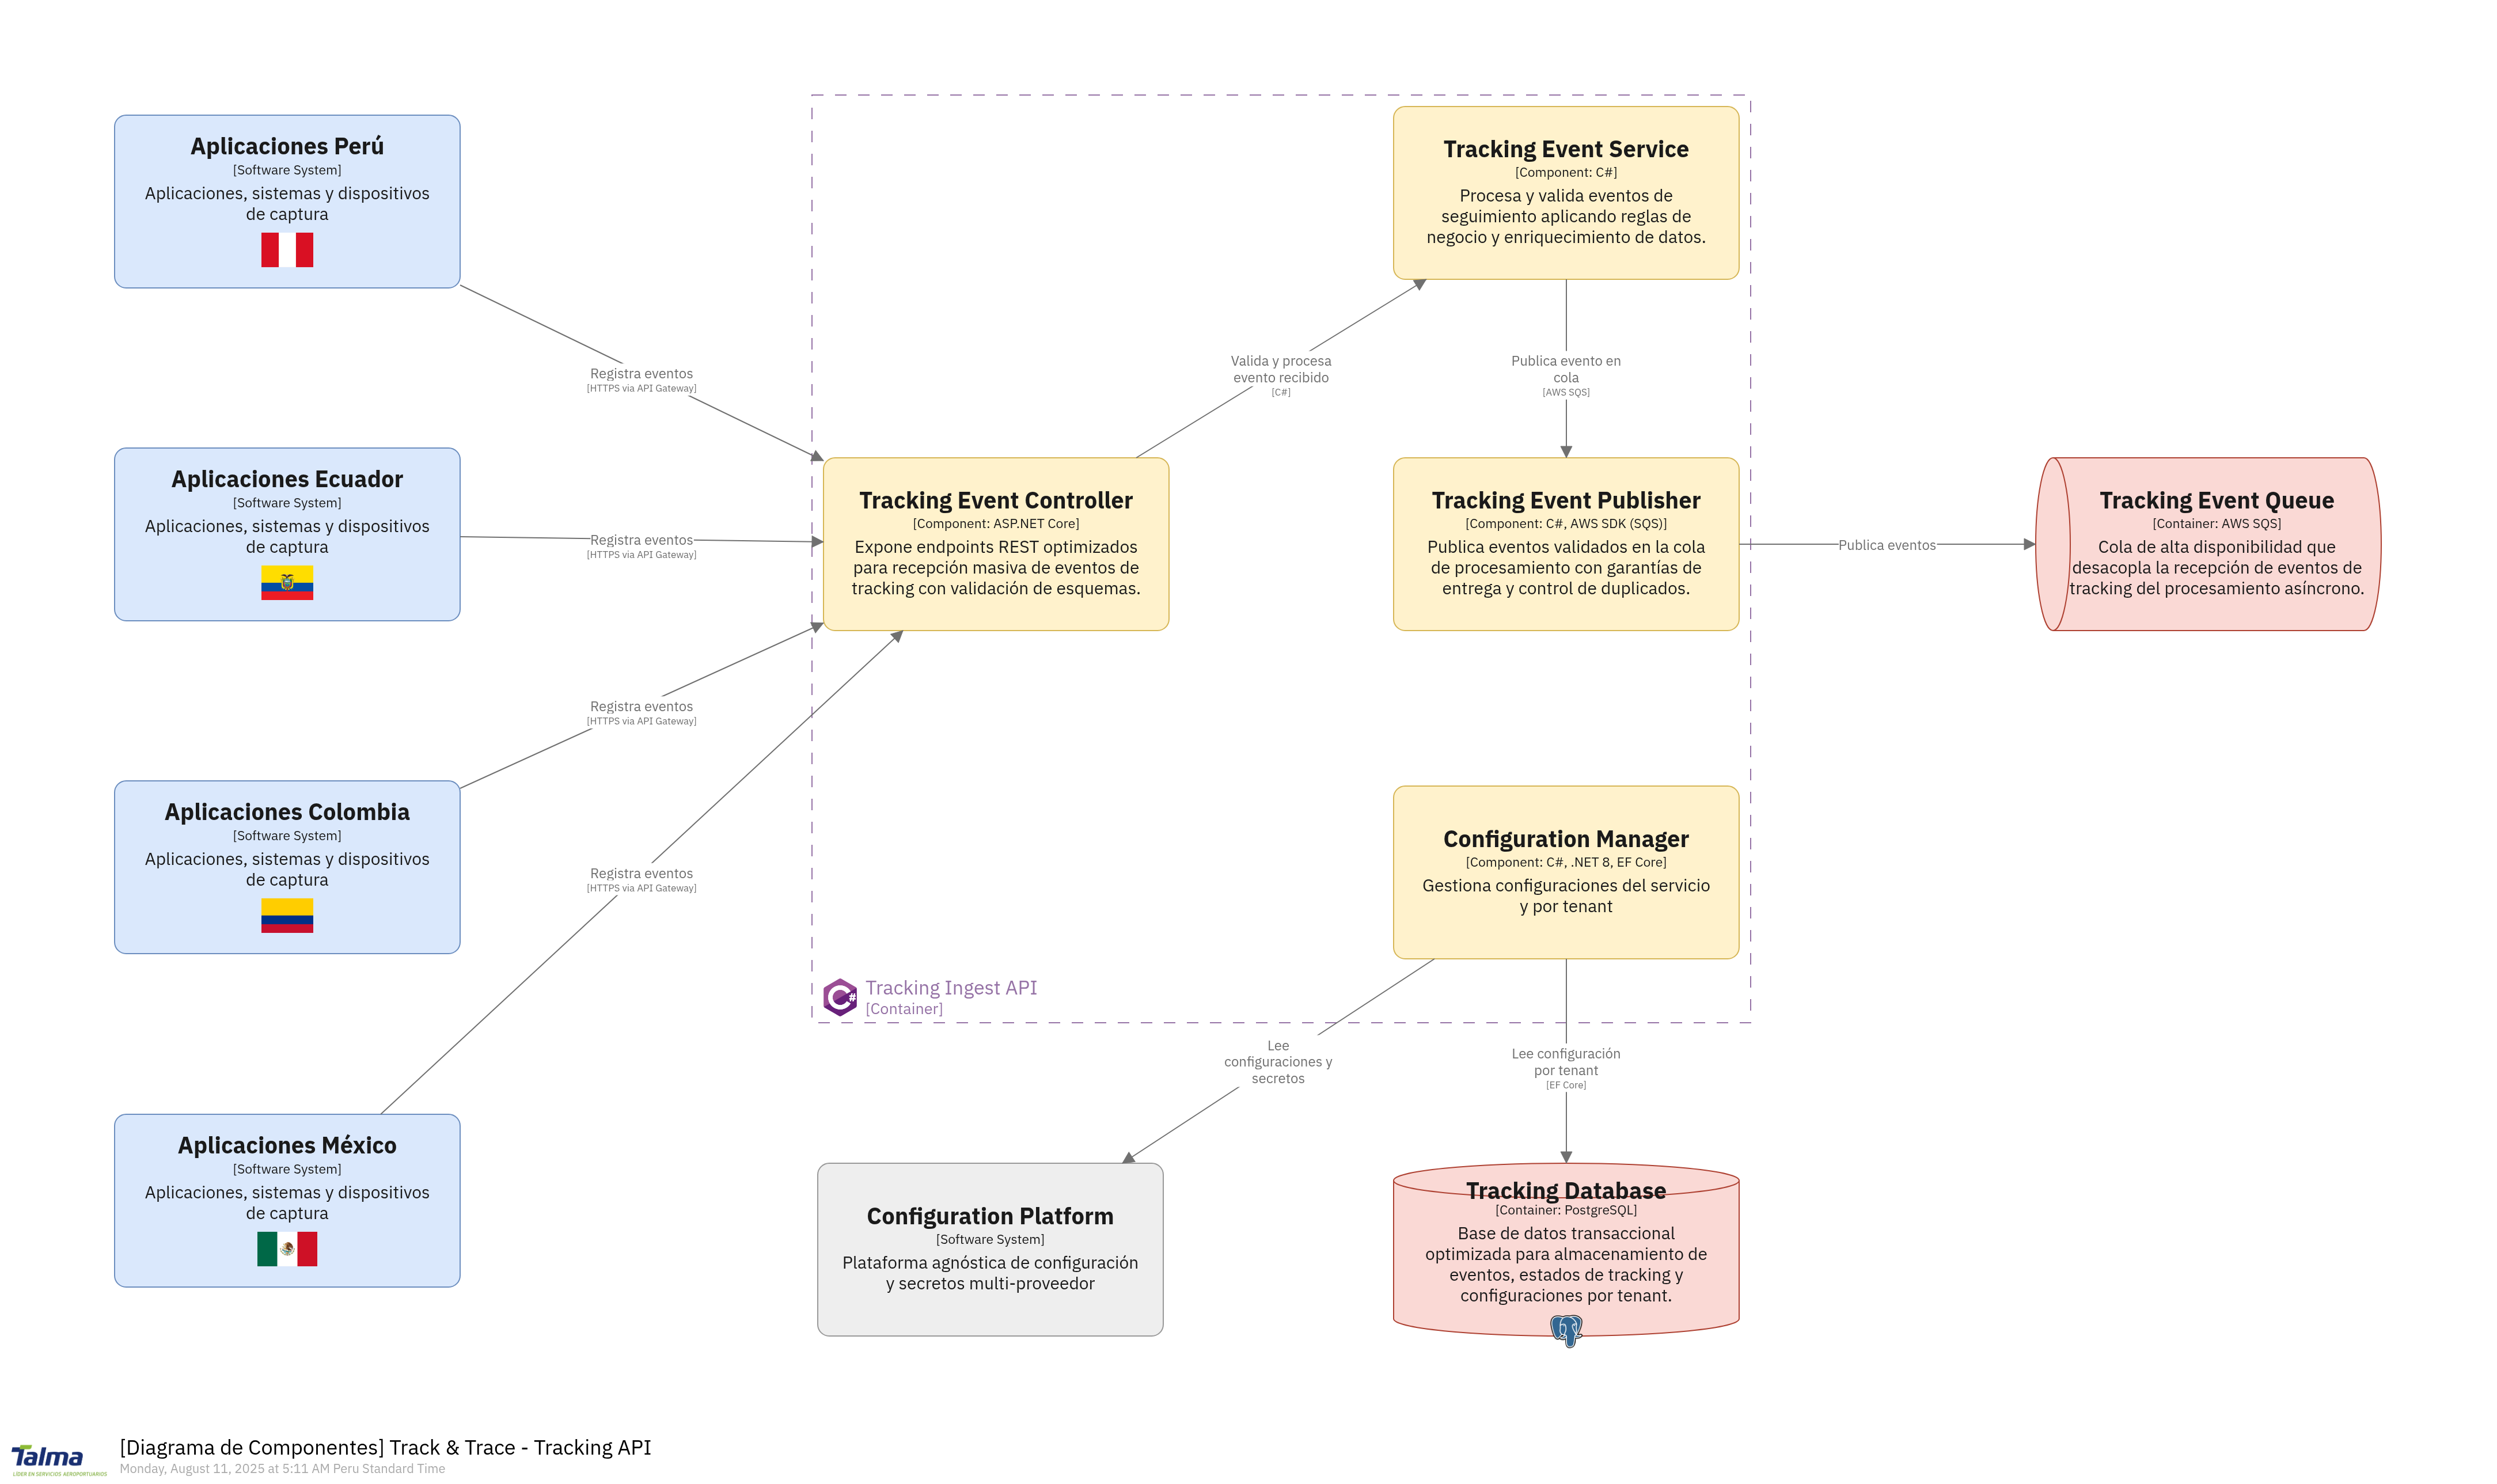 Aplicaciones Perú
[Software System]
Aplicaciones, sistemas y dispositivos
de captura
Aplicaciones Ecuador
[Software System]
Aplicaciones, sistemas y dispositivos
de captura
Aplicaciones Colombia
[Software System]
Aplicaciones, sistemas y dispositivos
de captura
Aplicaciones México
[Software System]
Aplicaciones, sistemas y dispositivos
de captura
Registra eventos
[HTTPS via API Gateway]
Registra eventos
[HTTPS via API Gateway]
Registra eventos
[HTTPS via API Gateway]
Registra eventos
[HTTPS via API Gateway]
Tracking Event Controller
[Component: ASP.NET Core]
Expone endpoints REST optimizados
para recepción masiva de eventos de
tracking con validación de esquemas.
Valida y procesa
evento recibido
[C#]
Tracking Event Service
[Component: C#]
Procesa y valida eventos de
seguimiento aplicando reglas de
negocio y enriquecimiento de datos.
Publica evento en
cola
[AWS SQS]
Tracking Event Publisher
[Component: C#, AWS SDK (SQS)]
Publica eventos validados en la cola
de procesamiento con garantías de
entrega y control de duplicados.
Publica eventos
Tracking Event Queue
[Container: AWS SQS]
Cola de alta disponibilidad que
desacopla la recepción de eventos de
tracking del procesamiento asíncrono.
Configuration Manager
[Component: C#, .NET 8, EF Core]
Gestiona configuraciones del servicio
y por tenant
C#
Tracking Ingest API
[Container]
Lee
configuraciones y
secretos
Lee configuración
por tenant
[EF Core]
Configuration Platform
[Software System]
Plataforma agnóstica de configuración
y secretos multi-proveedor
Tracking Database
[Container: PostgreSQL]
Base de datos transaccional
optimizada para almacenamiento de
eventos, estados de tracking y
configuraciones por tenant.
Talma
LÍDER EN SERVICIOS AEROPORTUARIOS
[Diagrama de Componentes] Track & Trace - Tracking API
Monday, August 11, 2025 at 5:11 AM Peru Standard Time